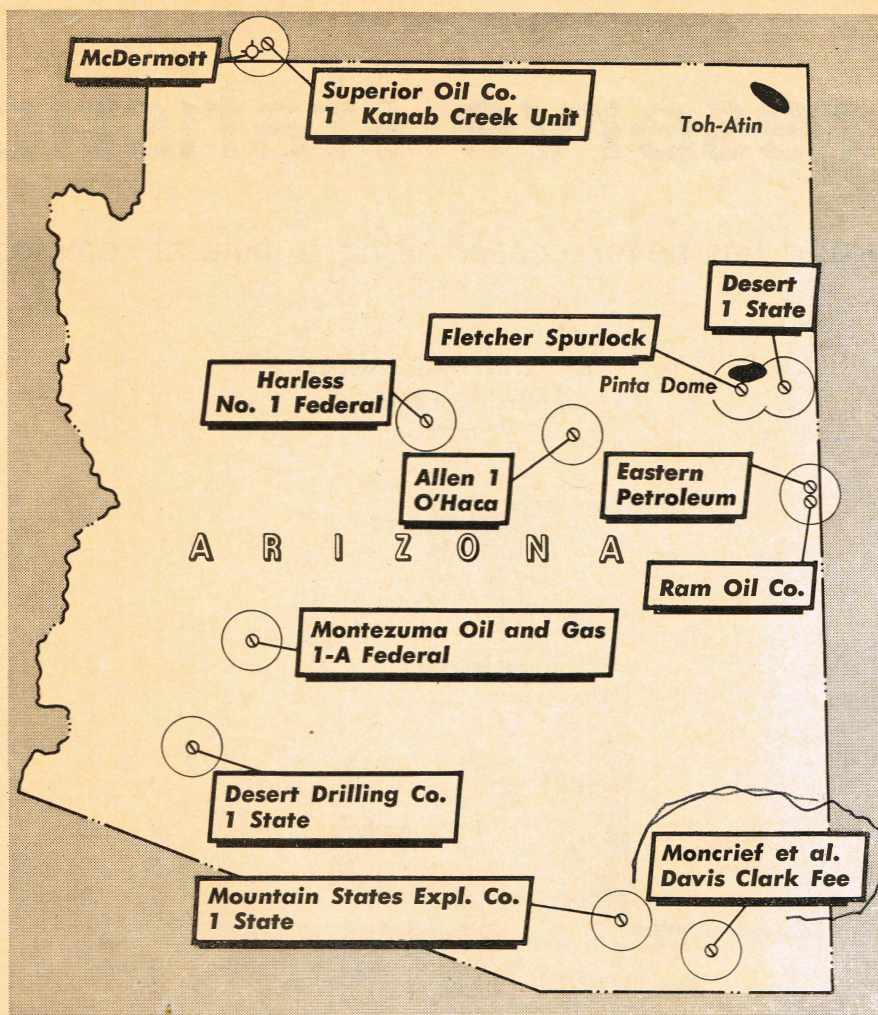 McDermott
Superior Oil Co.
1 Kanab Creek Unit
Toh-Atin
Desert
1 State
Fletcher Spurlock
Pinta Dome
Harless
No. 1 Federal
Allen 1
O'Haca
Eastern
Petroleum
ARIZONA
Ram Oil Co.
Montezuma Oil and Gas
1-A Federal
Desert Drilling Co.
1 State
Moncrief et al.
Davis Clark Fee
Mountain States Expl. Co.
1 State